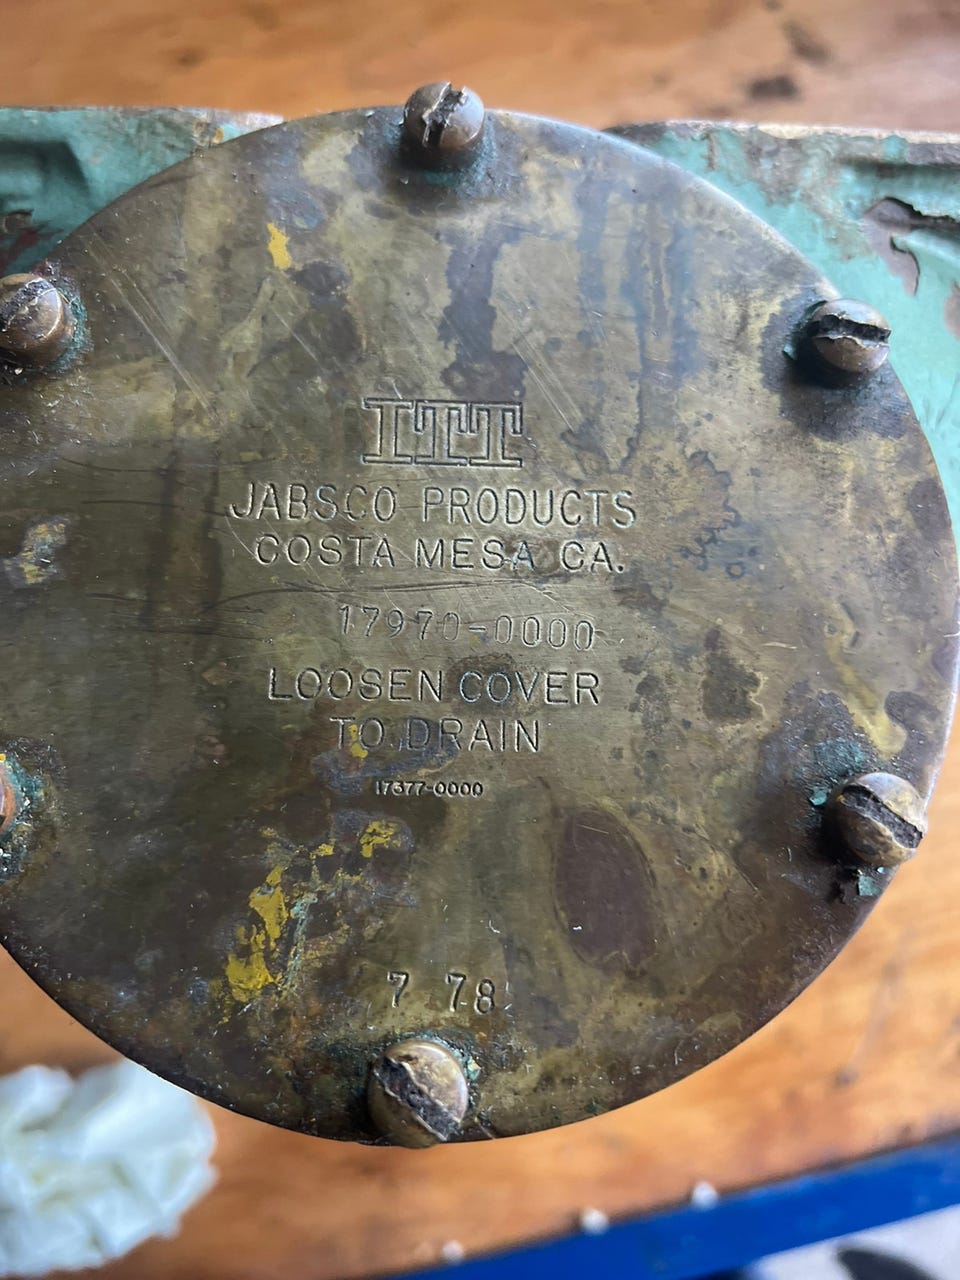 ITT
JABSCO PRODUCTS
COSTA MESA CA.
17970-0000
LOOSEN COVER
TO DRAIN
17377-0000
7 78